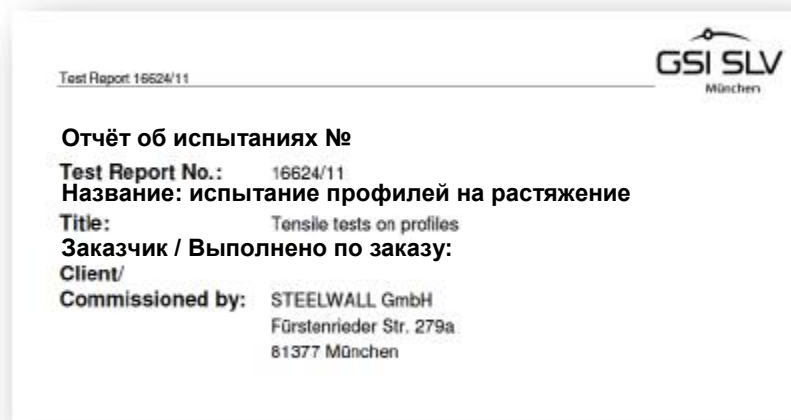 Test Report 16624/11
GSI SLV
München
Отчёт об испытаниях №
Test Report No.: 16624/11
Название: испытание профилей на растяжение
Title: Tensile tests on profiles
Заказчик / Выполнено по заказу:
Client/
Commissioned by: STEELWALL GmbH
Fürstenrieder Str. 279a
81377 München